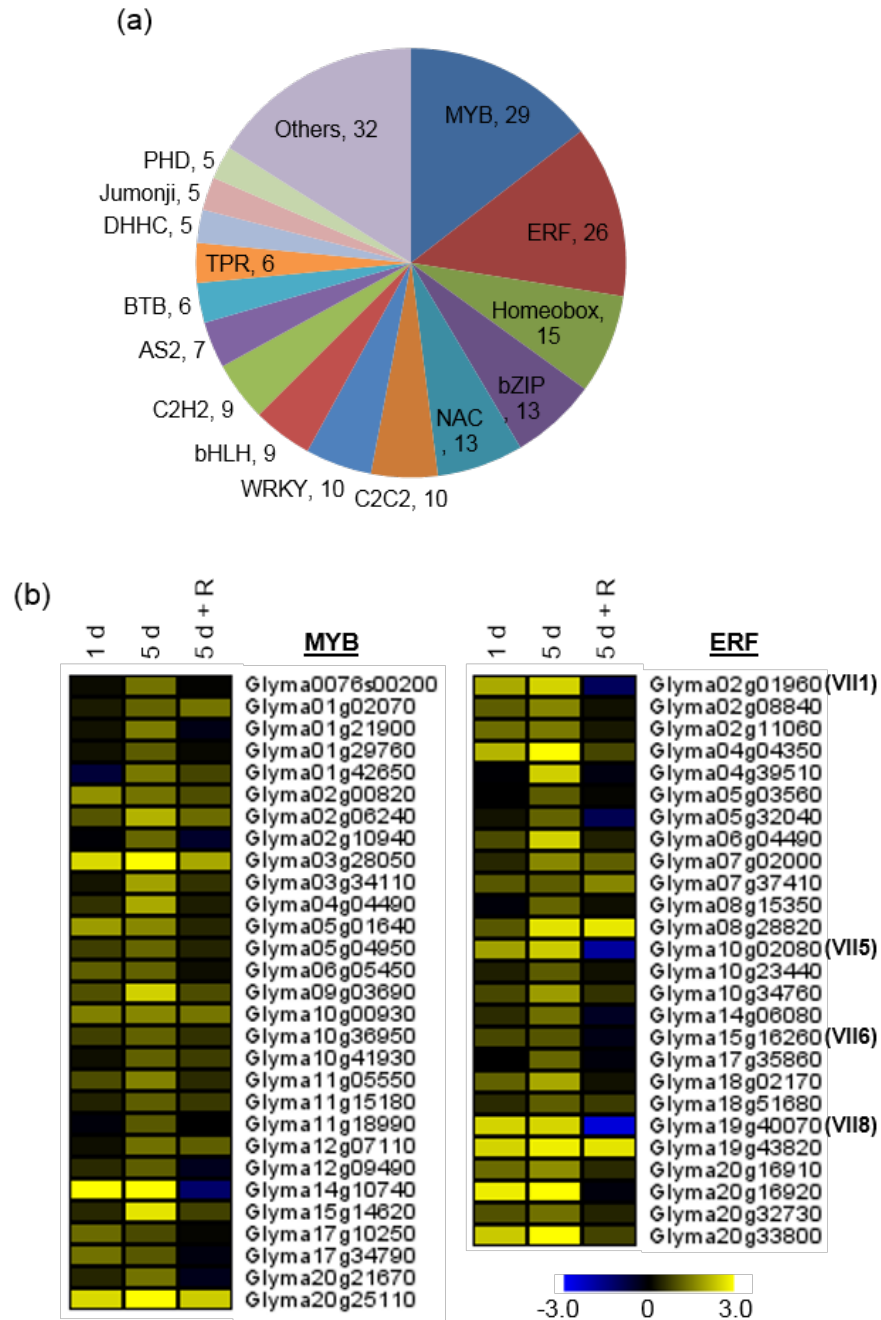 (a)
Others, 32
MYB, 29
PHD, 5
Jumonji, 5
DHHC, 5
ERF, 26
TPR, 6
BTB, 6
Homeobox,
15
AS2, 7
bZIP
, 13
C2H2, 9
NAC
, 13
bHLH, 9
WRKY, 10
C2C2, 10
(b)
1 d
5 d
5 d + R
MYB
Glyma0076s00200
Glyma01g02070
Glyma01g21900
Glyma01g29760
Glyma01g42650
Glyma02g00820
Glyma02g06240
Glyma02g10940
Glyma03g28050
Glyma03g34110
Glyma04g04490
Glyma05g01640
Glyma05g04950
Glyma06g05450
Glyma09g03690
Glyma10g00930
Glyma10g36950
Glyma10g41930
Glyma11g05550
Glyma11g15180
Glyma11g18990
Glyma12g07110
Glyma12g09490
Glyma14g10740
Glyma15g14620
Glyma17g10250
Glyma17g34790
Glyma20g21670
Glyma20g25110
1 d
5 d
5 d + R
ERF
Glyma02g01960 (VII1)
Glyma02g08840
Glyma02g11060
Glyma04g04350
Glyma04g39510
Glyma05g03560
Glyma05g32040
Glyma06g04490
Glyma07g02000
Glyma07g37410
Glyma08g15350
Glyma08g28820
Glyma10g02080 (VII5)
Glyma10g23440
Glyma10g34760
Glyma14g06080
Glyma15g16260 (VII6)
Glyma17g35860
Glyma18g02170
Glyma18g51680
Glyma19g40070 (VII8)
Glyma19g43820
Glyma20g16910
Glyma20g16920
Glyma20g32730
Glyma20g33800
-3.0 0 3.0